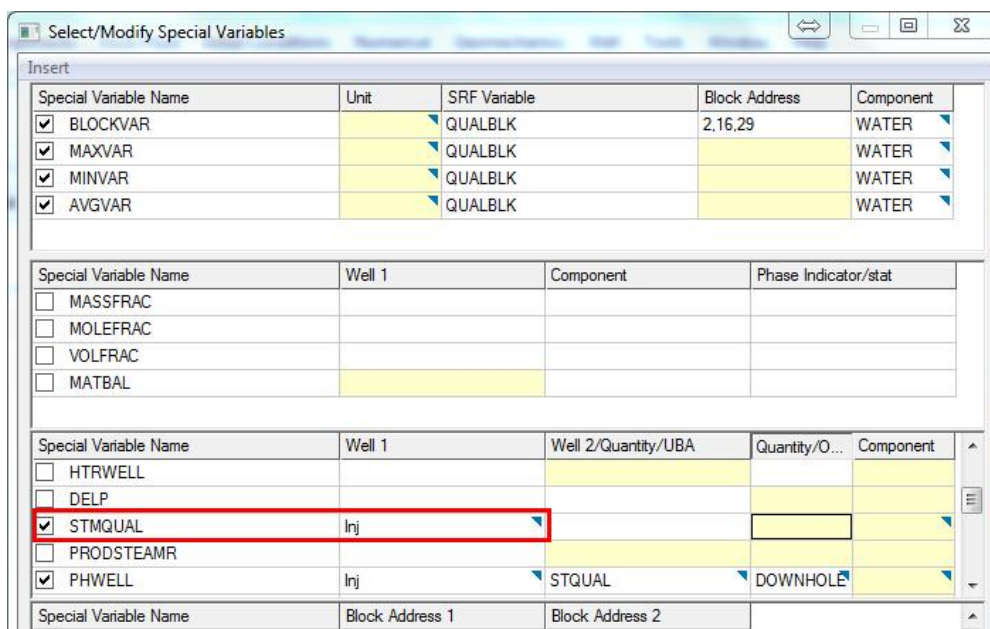 Select/Modify Special Variables
Insert
Special Variable Name Unit SRF Variable Block Address Component
BLOCKVAR QUALBLK 2,16,29 WATER
MAXVAR QUALBLK WATER
MINVAR QUALBLK WATER
AVGVAR QUALBLK WATER
Special Variable Name Well 1 Component Phase Indicator/stat
MASSFRAC
MOLEFRAC
VOLFRAC
MATBAL
Special Variable Name Well 1 Well 2/Quantity/UBA Quantity/O... Component
HTRWELL
DELP
STMQUAL Inj
PRODSTEAMR
PHWELL Inj STQUAL DOWNHOLE
Special Variable Name Block Address 1 Block Address 2